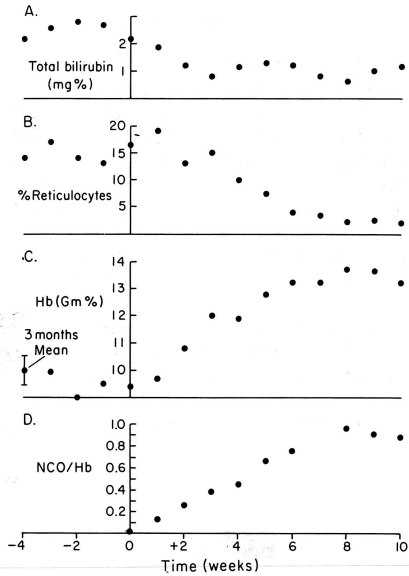 A.
2
1
Total bilirubin
(mg%)
B.
20
15
10
5
%Reticulocytes
C.
14
13
12
11
10
Hb(Gm%)
3 months
Mean
D.
1.0
0.8
0.6
0.4
0.2
NCO/Hb
-4 -2 0 +2 4 6 8 10
Time (weeks)